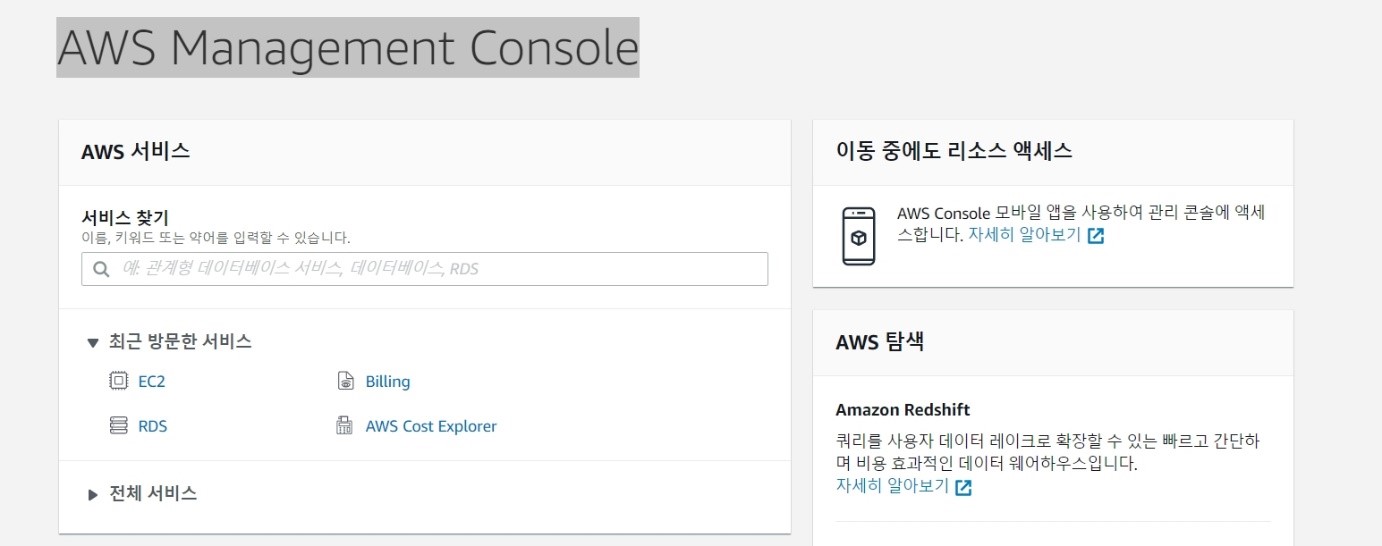 AWS Management Console
AWS 서비스
서비스 찾기
이름, 키워드 또는 약어를 입력할 수 있습니다.
예: 관계형 데이터베이스 서비스, 데이터베이스, RDS
최근 방문한 서비스
EC2
Billing
RDS
AWS Cost Explorer
전체 서비스
이동 중에도 리소스 액세스
AWS Console 모바일 앱을 사용하여 관리 콘솔에 액세
스합니다. 자세히 알아보기
AWS 탐색
Amazon Redshift
쿼리를 사용자 데이터 레이크로 확장할 수 있는 빠르고 간단하
며 비용 효과적인 데이터 웨어하우스입니다.
자세히 알아보기